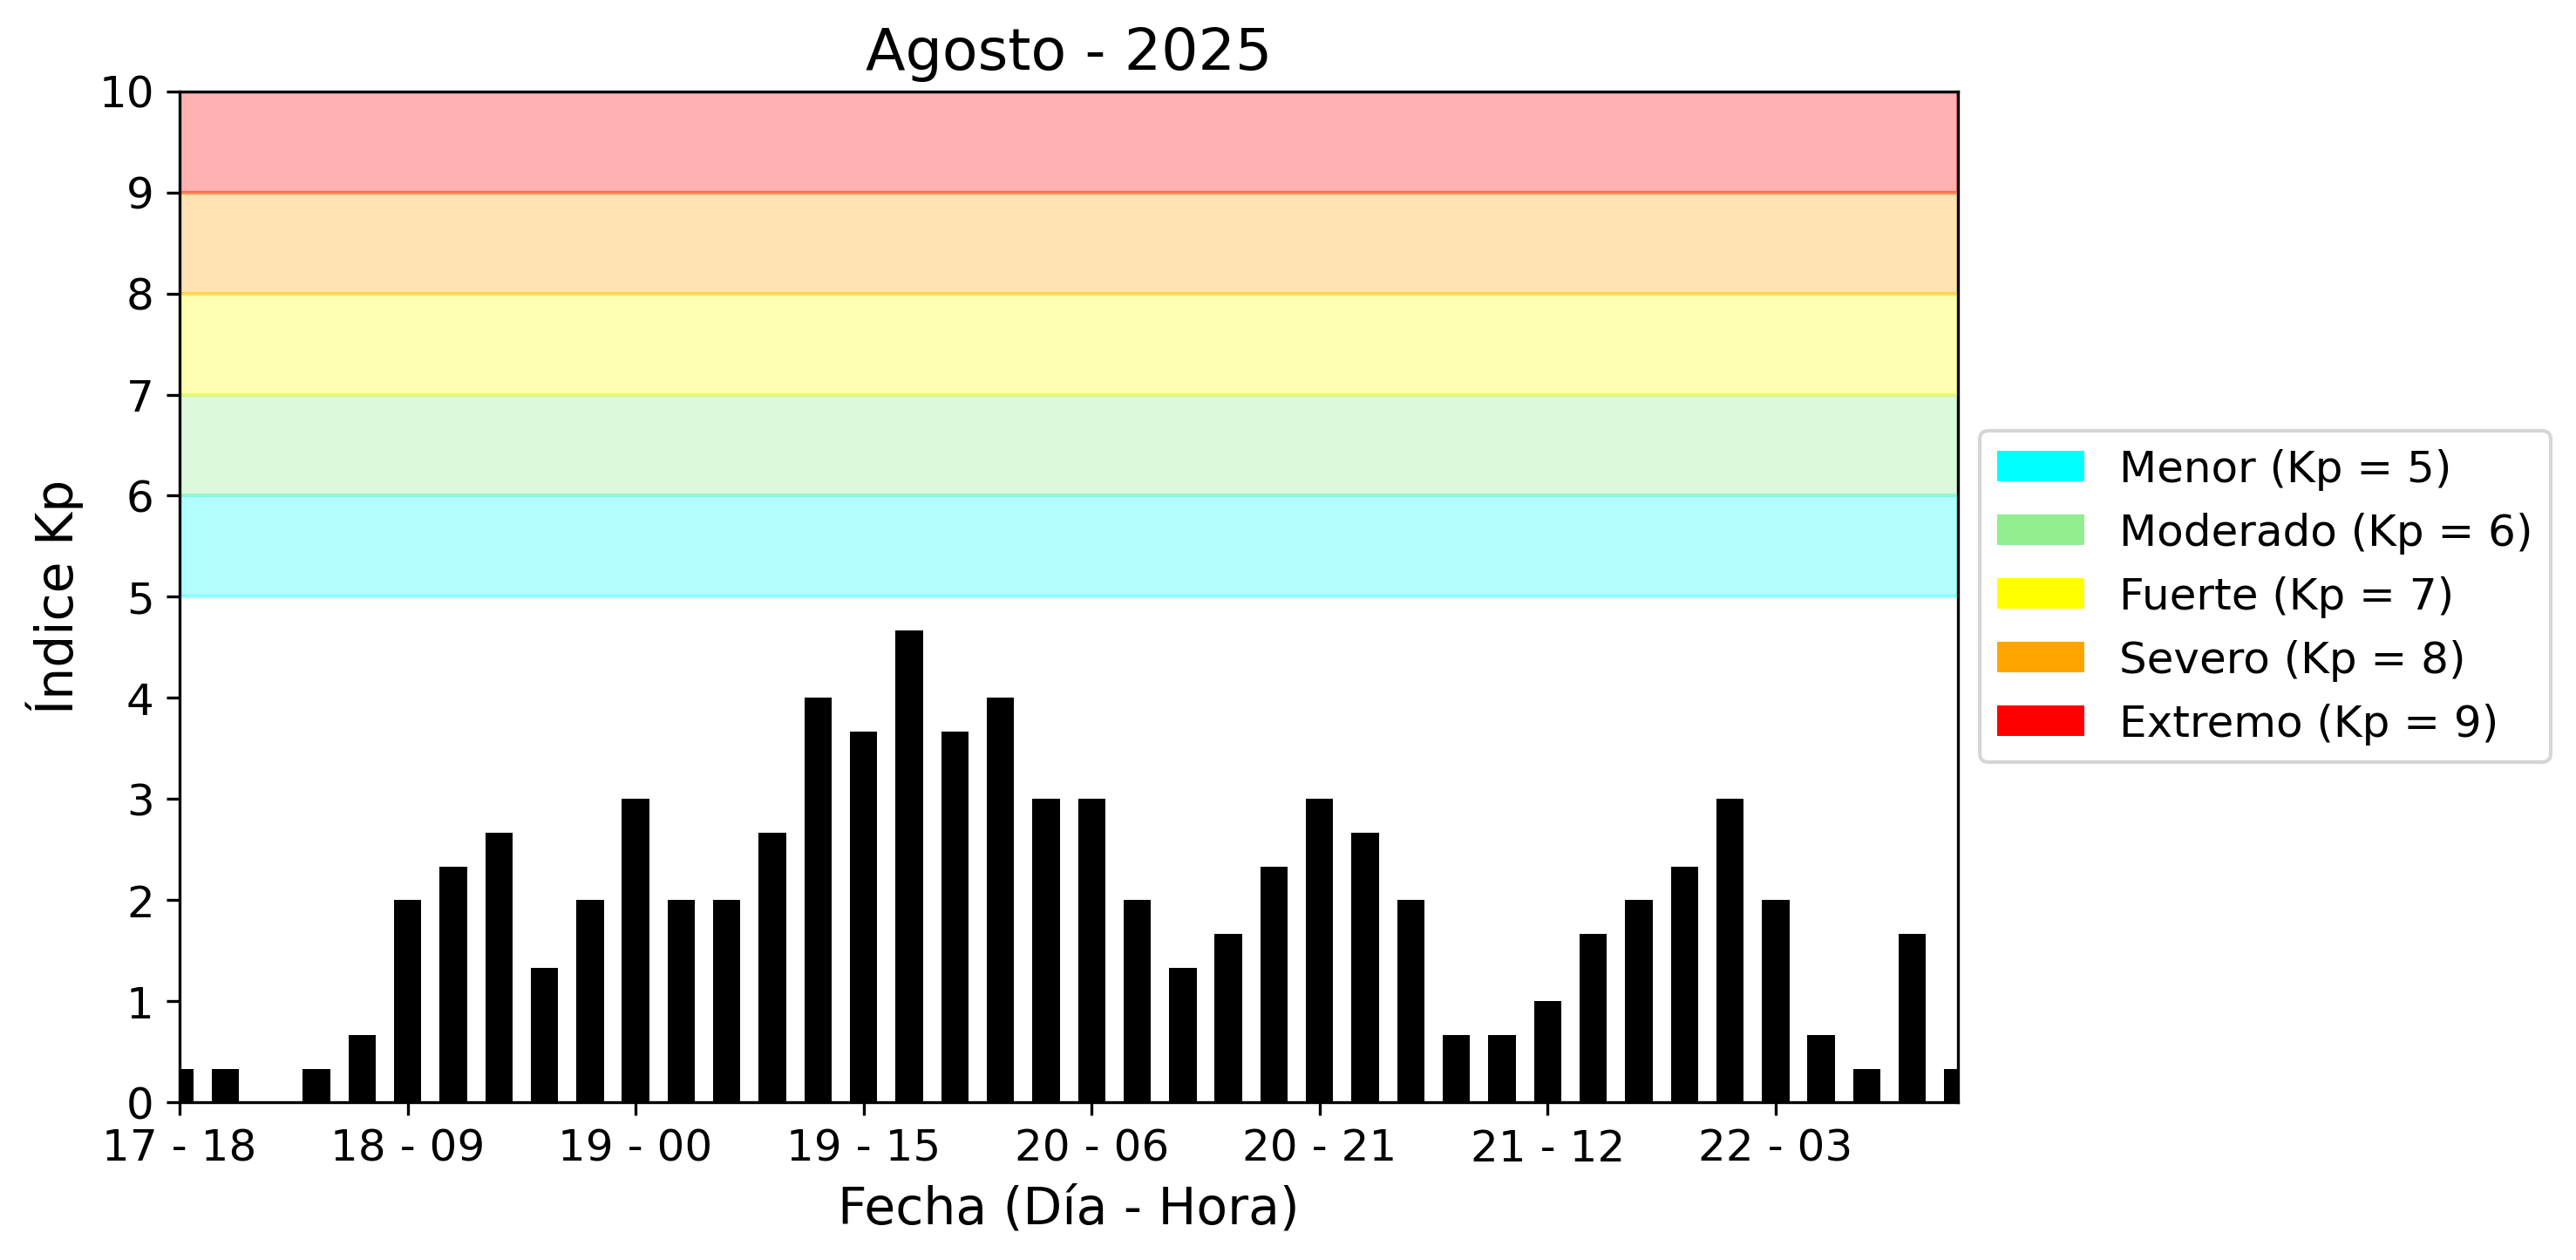 Agosto - 2025
10
9
8
7
6
5
4
3
2
1
0
Índice Kp
17 - 18
18 - 09
19 - 00
19 - 15
20 - 06
20 - 21
21 - 12
22 - 03
Fecha (Día - Hora)
Menor (Kp = 5)
Moderado (Kp = 6)
Fuerte (Kp = 7)
Severo (Kp = 8)
Extremo (Kp = 9)